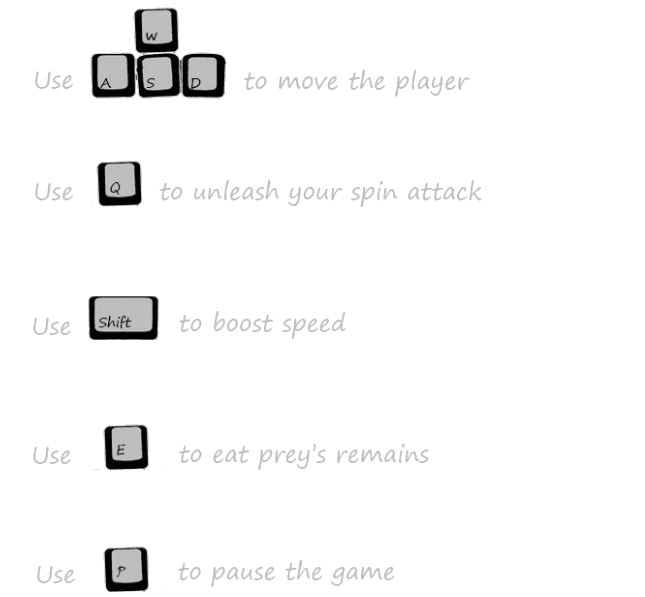 W
Use A S D to move the player
Use Q to unleash your spin attack
Use Shift to boost speed
Use E to eat prey's remains
Use P to pause the game